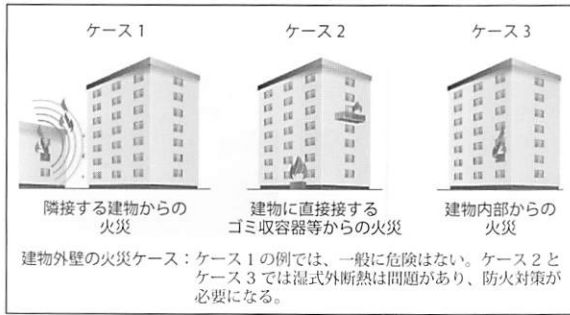 ケース 1
ケース 2
ケース 3
隣接する建物からの
火災
建物に直接接する
ゴミ収容器等からの火災
建物内部からの
火災
建物外壁の火災ケース：ケース 1 の例では、一般に危険はない。ケース 2 と
ケース 3 では湿式外断熱は問題があり、防火対策が
必要になる。